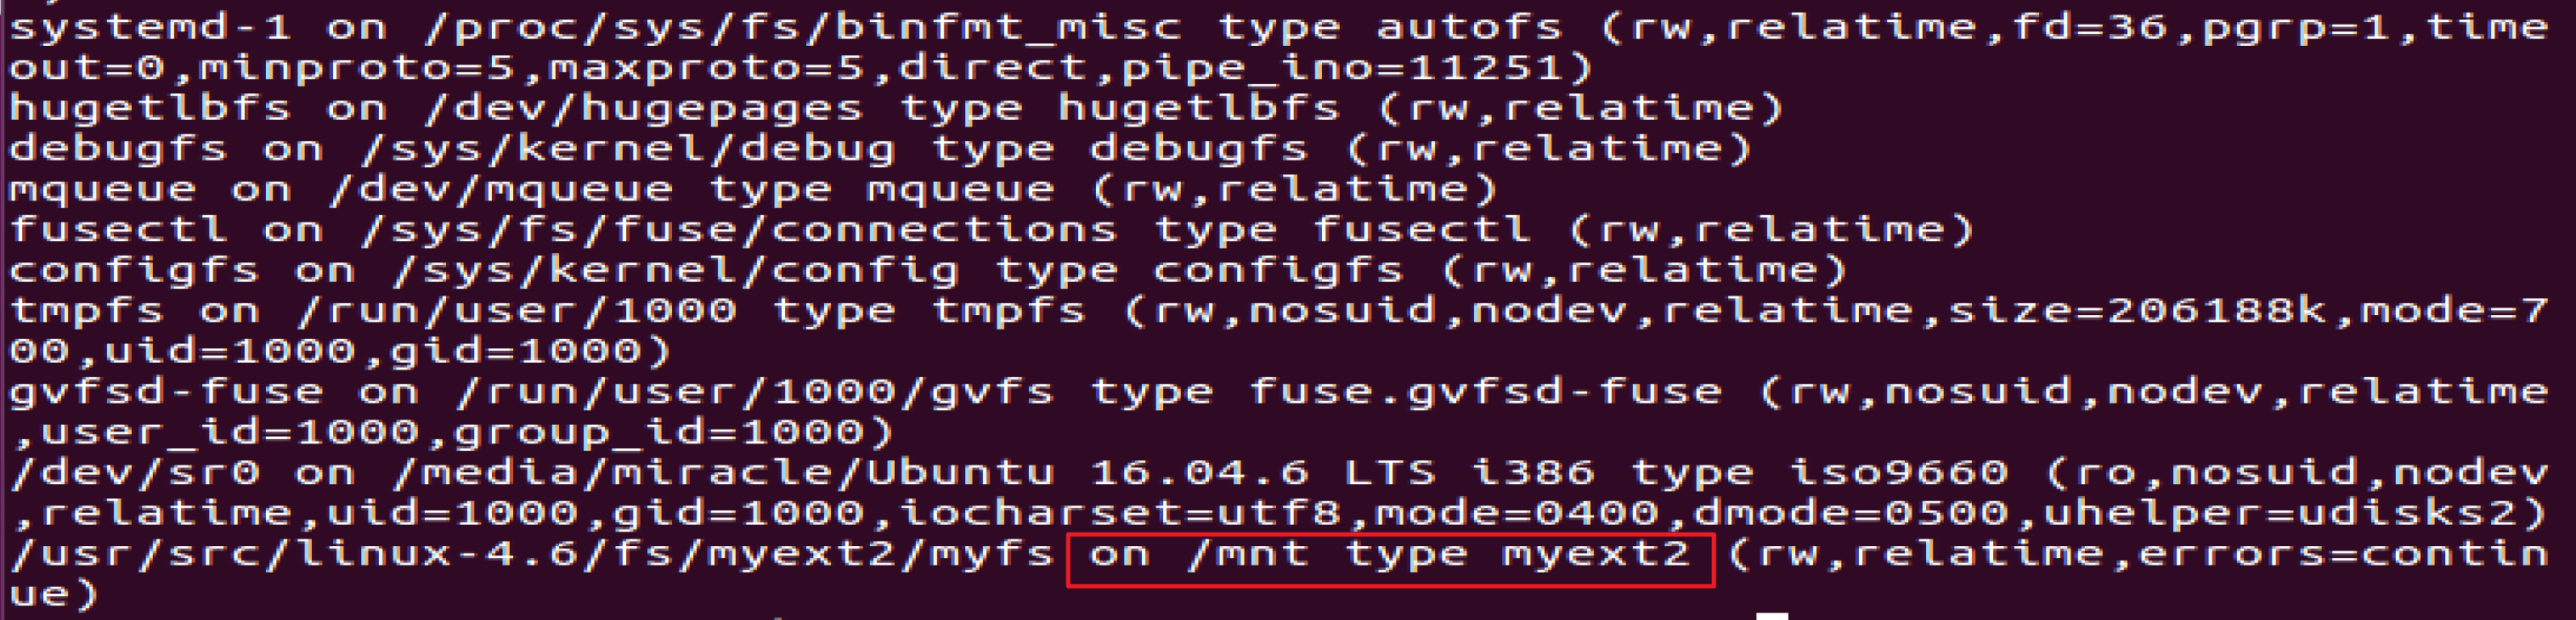 systemd-1 on /proc/sys/fs/binfmt_misc type autofs (rw,relatime,fd=36,pgrp=1,time
out=0,minproto=5,maxproto=5,direct,pipe_ino=11251)
hugetlbfs on /dev/hugepages type hugetlbfs (rw,relatime)
debugfs on /sys/kernel/debug type debugfs (rw,relatime)
mqueue on /dev/mqueue type mqueue (rw,relatime)
fusectl on /sys/fs/fuse/connections type fusectl (rw,relatime)
configfs on /sys/kernel/config type configfs (rw,relatime)
tmpfs on /run/user/1000 type tmpfs (rw,nosuid,nodev,relatime,size=206188k,mode=7
00,uid=1000,gid=1000)
gvfsd-fuse on /run/user/1000/gvfs type fuse.gvfsd-fuse (rw,nosuid,nodev,relatime
,user_id=1000,group_id=1000)
/dev/sr0 on /media/miracle/Ubuntu 16.04.6 LTS i386 type iso9660 (ro,nosuid,nodev
,relatime,uid=1000,gid=1000,iocharset=utf8,mode=0400,dmode=0500,uhelper=udisks2)
/usr/src/linux-4.6/fs/myext2/myfs on /mnt type myext2 (rw,relatime,errors=contin
ue)